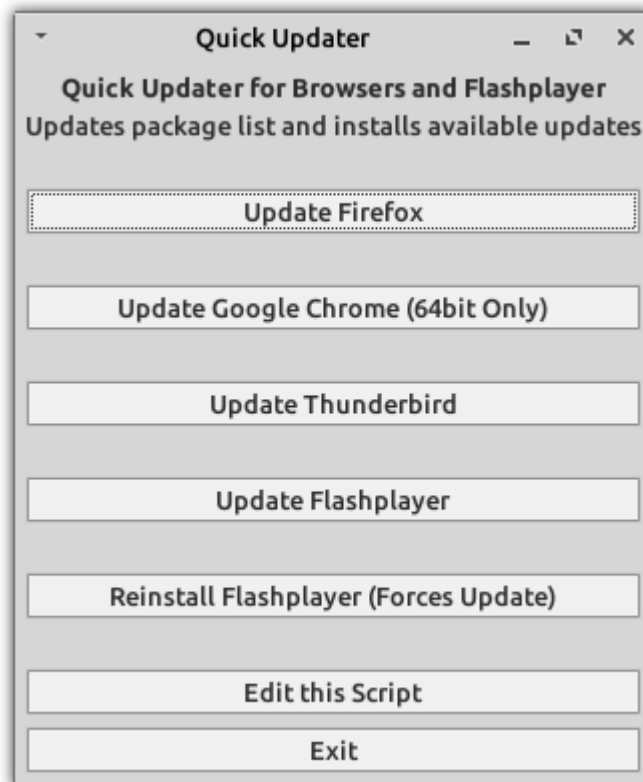 Quick Updater
Quick Updater for Browsers and Flashplayer
Updates package list and installs available updates
Update Firefox
Update Google Chrome (64bit Only)
Update Thunderbird
Update Flashplayer
Reinstall Flashplayer (Forces Update)
Edit this Script
Exit